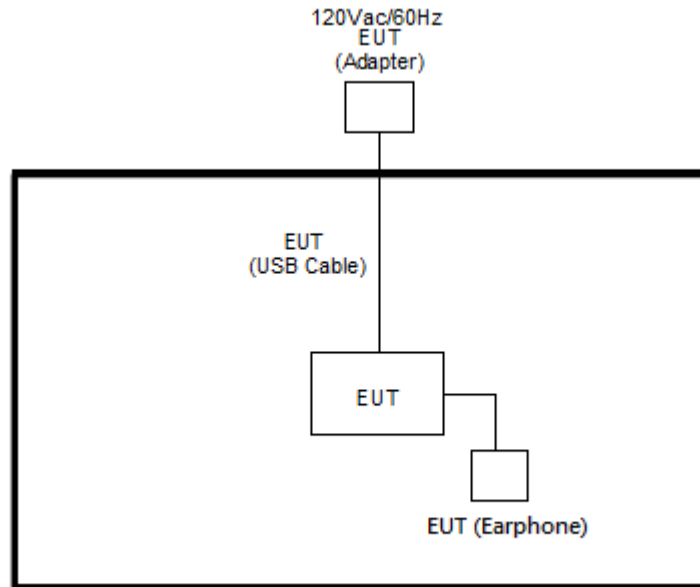 120Vac/60Hz
EUT
(Adapter)
EUT
(USB Cable)
EUT
EUT (Earphone)